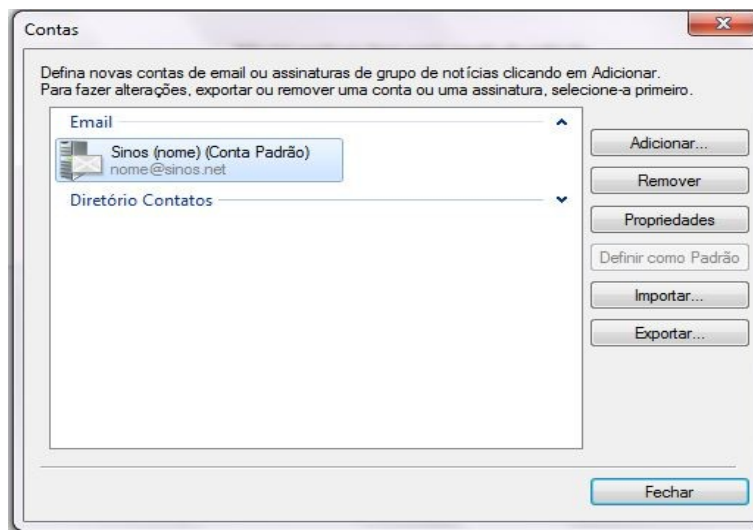 Contas
Defina novas contas de email ou assinaturas de grupo de notícias clicando em Adicionar.
Para fazer alterações, exportar ou remover uma conta ou uma assinatura, selecione-a primeiro.
Email
Sinos (nome) (Conta Padrão)
nome@sinos.net
Diretório Contatos
Adicionar...
Remover
Propriedades
Definir como Padrão
Importar...
Exportar...
Fechar